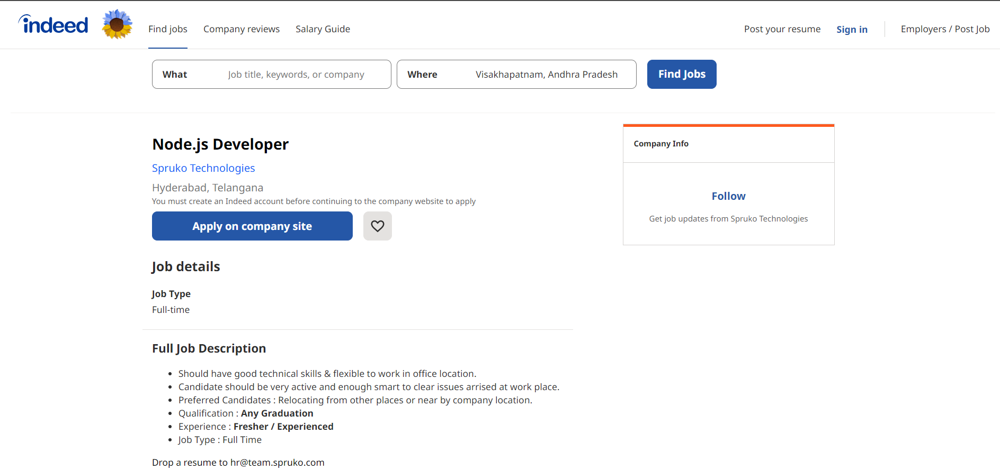 indeed
Find jobs
Company reviews
Salary Guide
Post your resume
Sign in
Employers / Post Job
What
Job title, keywords, or company
Where
Visakhapatnam, Andhra Pradesh
Find Jobs
Node.js Developer
Spruko Technologies
Hyderabad, Telangana
You must create an Indeed account before continuing to the company website to apply
Apply on company site
Company Info
Follow
Get job updates from Spruko Technologies
Job details
Job Type
Full-time
Full Job Description
• Should have good technical skills & flexible to work in office location.
• Candidate should be very active and enough smart to clear issues arrised at work place.
• Preferred Candidates : Relocating from other places or near by company location.
• Qualification : Any Graduation
• Experience : Fresher / Experienced
• Job Type : Full Time
Drop a resume to hr@team.spruko.com